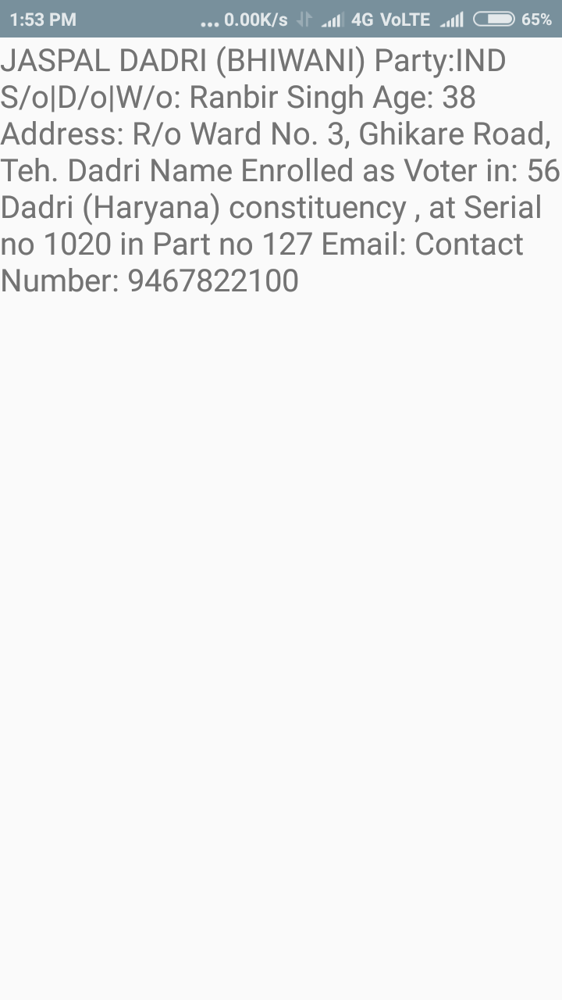 1:53 PM ... 0.00K/s 4G VoLTE 65%
JASPAL DADRI (BHIWANI) Party:IND
S/o|D/o|W/o: Ranbir Singh Age: 38
Address: R/o Ward No. 3, Ghikare Road,
Teh. Dadri Name Enrolled as Voter in: 56
Dadri (Haryana) constituency , at Serial
no 1020 in Part no 127 Email: Contact
Number: 9467822100